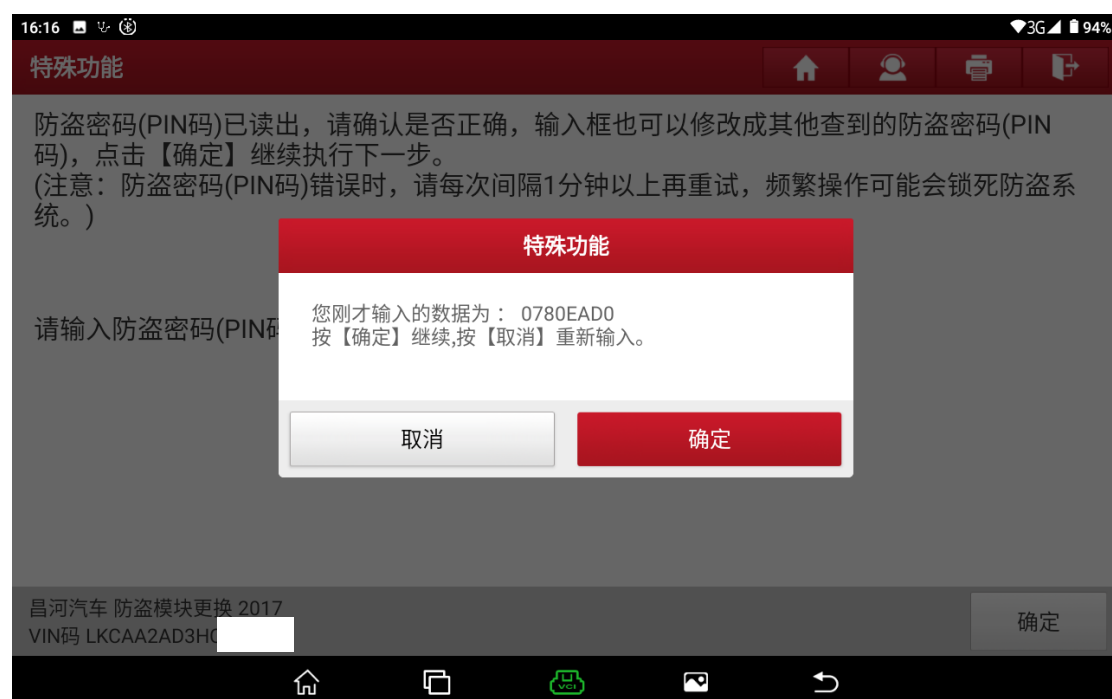 16:16
3G 94%
特殊功能
防盗密码(PIN码)已读出，请确认是否正确，输入框也可以修改成其他查到的防盗密码(PIN
码)，点击【确定】继续执行下一步。
(注意：防盗密码(PIN码)错误时，请每次间隔1分钟以上再重试，频繁操作可能会锁死防盗系
统。)
特殊功能
请输入防盗密码(PIN码
您刚才输入的数据为： 0780EAD0
按【确定】继续,按【取消】重新输入。
取消
确定
昌河汽车 防盗模块更换 2017
VIN码 LKCAA2AD3H
确定
VCI